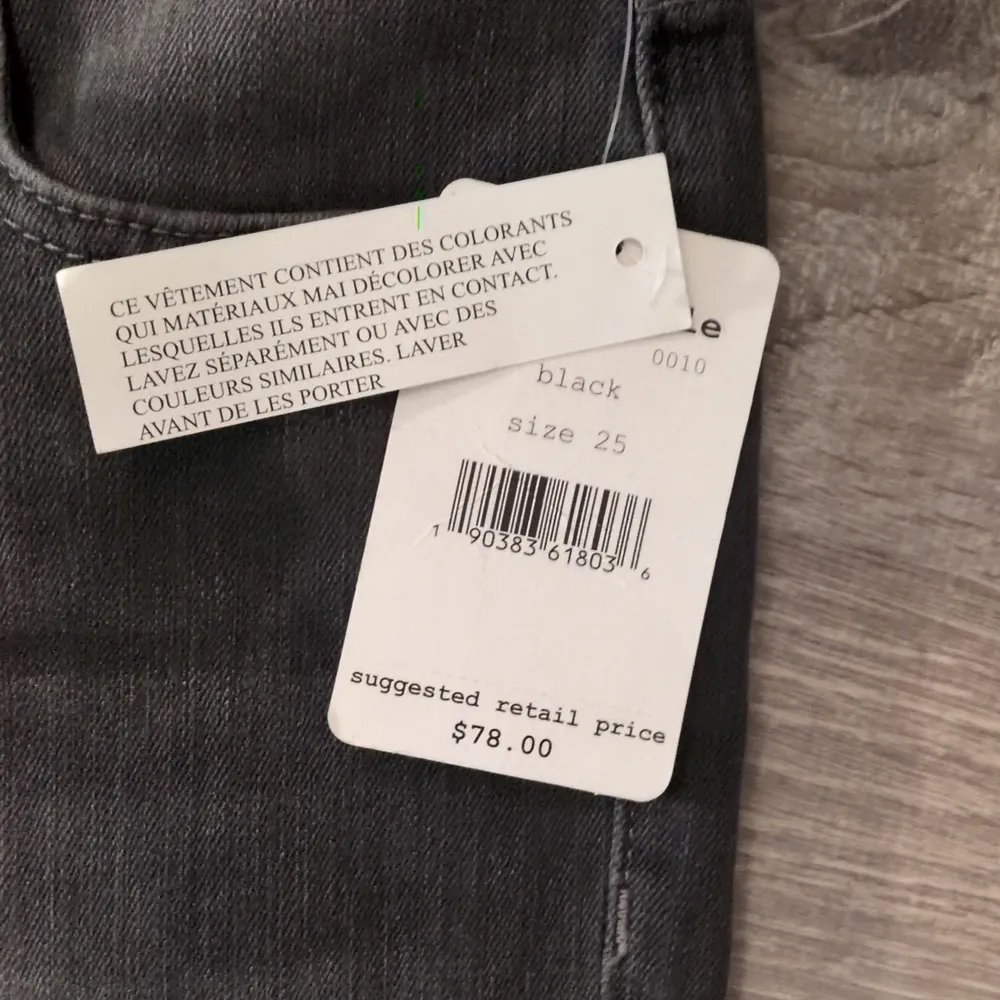 CE VÊTEMENT CONTIENT DES COLORANTS
QUI MATÉRIAUX MAI DÉCOLORER AVEC
LESQUELLES ILS ENTRENT EN CONTACT.
LAVEZ SÉPARÉMENT OU AVEC DES
COULEURS SIMILAIRES. LAVER
AVANT DE LES PORTER
0010
black
size 25
1 90383 61803 6
suggested retail price
$78.00